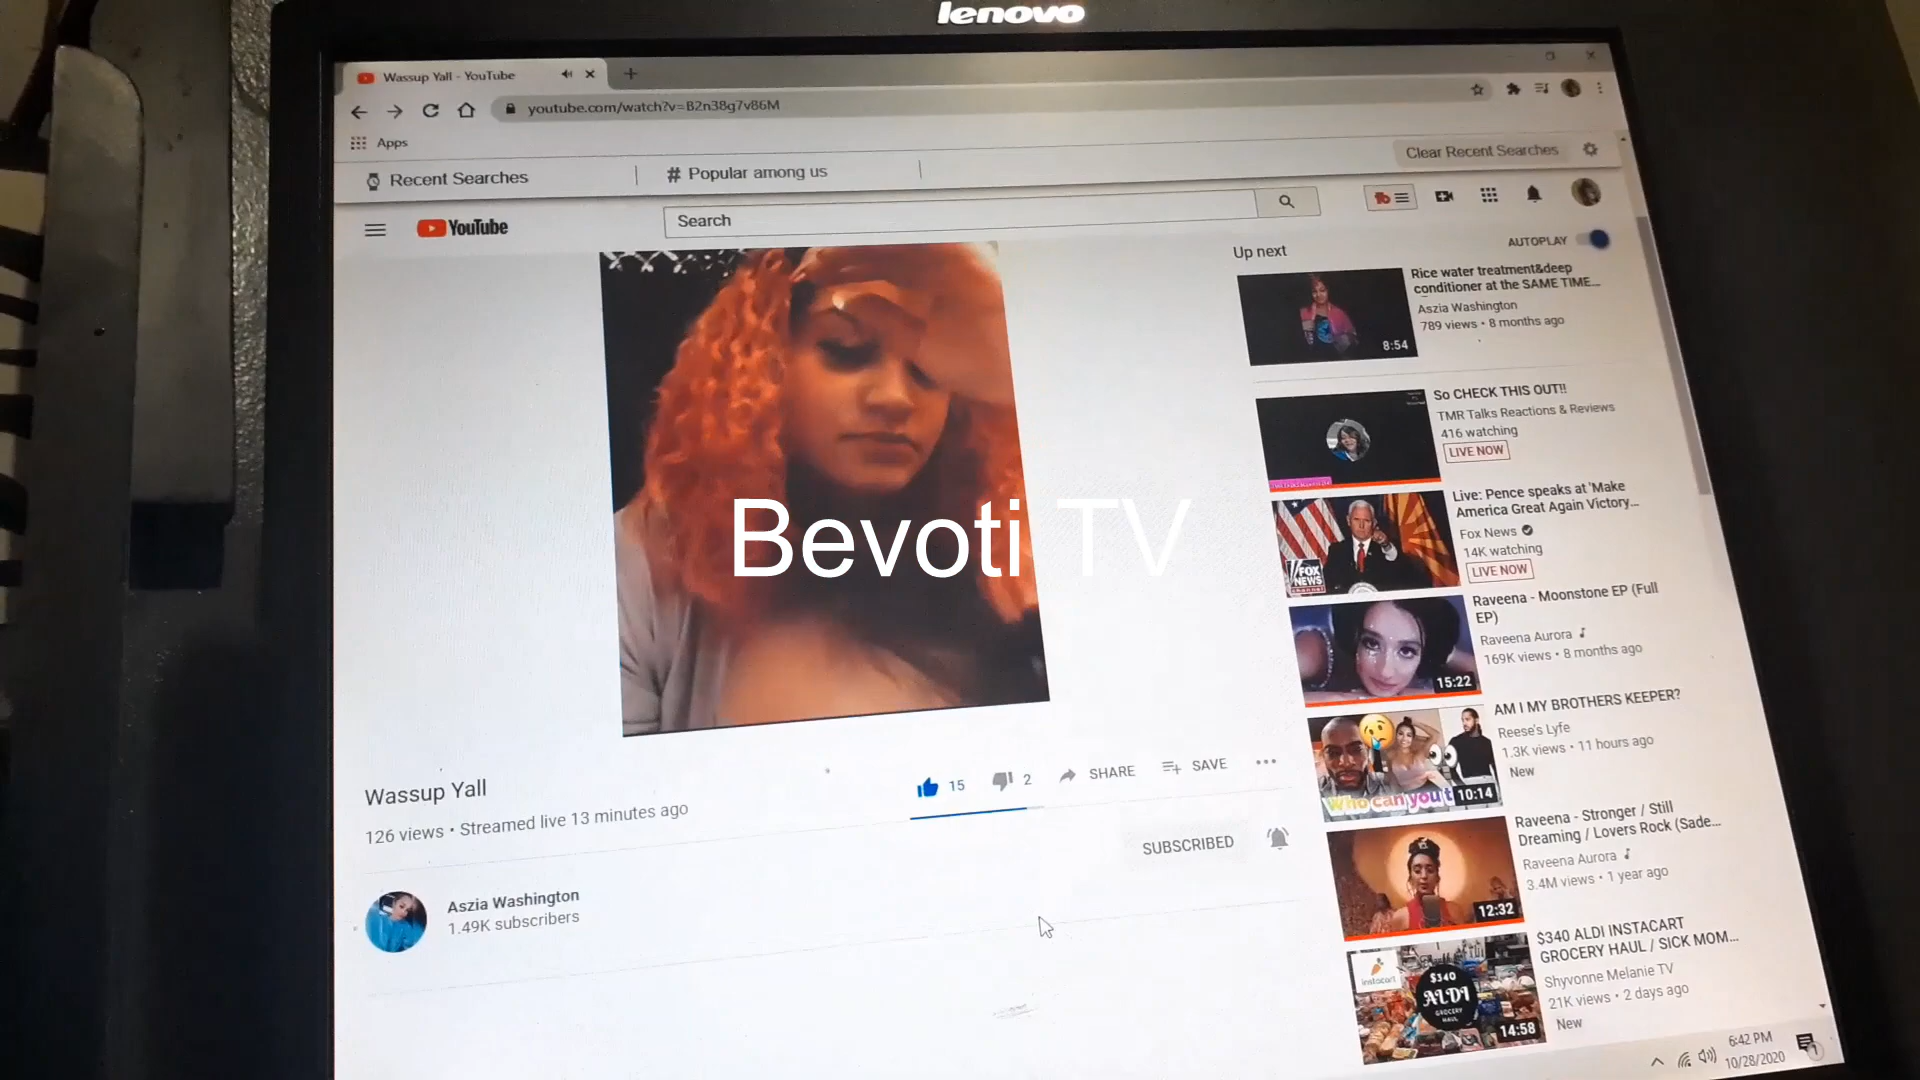 lenovo
Wassup Yall - YouTube
youtube.com/watch?v=B2n38g7v86M
Apps
Recent Searches
# Popular among us
Clear Recent Searches
YouTube
Search
Up next
AUTOPLAY
Rice water treatment&deep
conditioner at the SAME TIME...
Aszia Washington
789 views • 8 months ago
8:54
So CHECK THIS OUT!!
TMR Talks Reactions & Reviews
416 watching
LIVE NOW
Live: Pence speaks at 'Make
America Great Again Victory...
Fox News
14K watching
LIVE NOW
FOX
NEWS
channel
Raveena - Moonstone EP (Full
EP)
Raveena Aurora
169K views • 8 months ago
15:22
AM I MY BROTHERS KEEPER?
Reese's Lyfe
1.3K views • 11 hours ago
New
Who can you t
10:14
Raveena - Stronger / Still
Dreaming / Lovers Rock (Sade...
Raveena Aurora
3.4M views • 1 year ago
12:32
$340 ALDI INSTACART
GROCERY HAUL / SICK MOM...
Shyvonne Melanie TV
21K views • 2 days ago
New
instacart
$340
ALDI
GROCERY
HAUL
14:58
Bevoti TV
Wassup Yall
126 views • Streamed live 13 minutes ago
15
2
SHARE
SAVE
SUBSCRIBED
Aszia Washington
1.49K subscribers
6:42 PM
10/28/2020
1